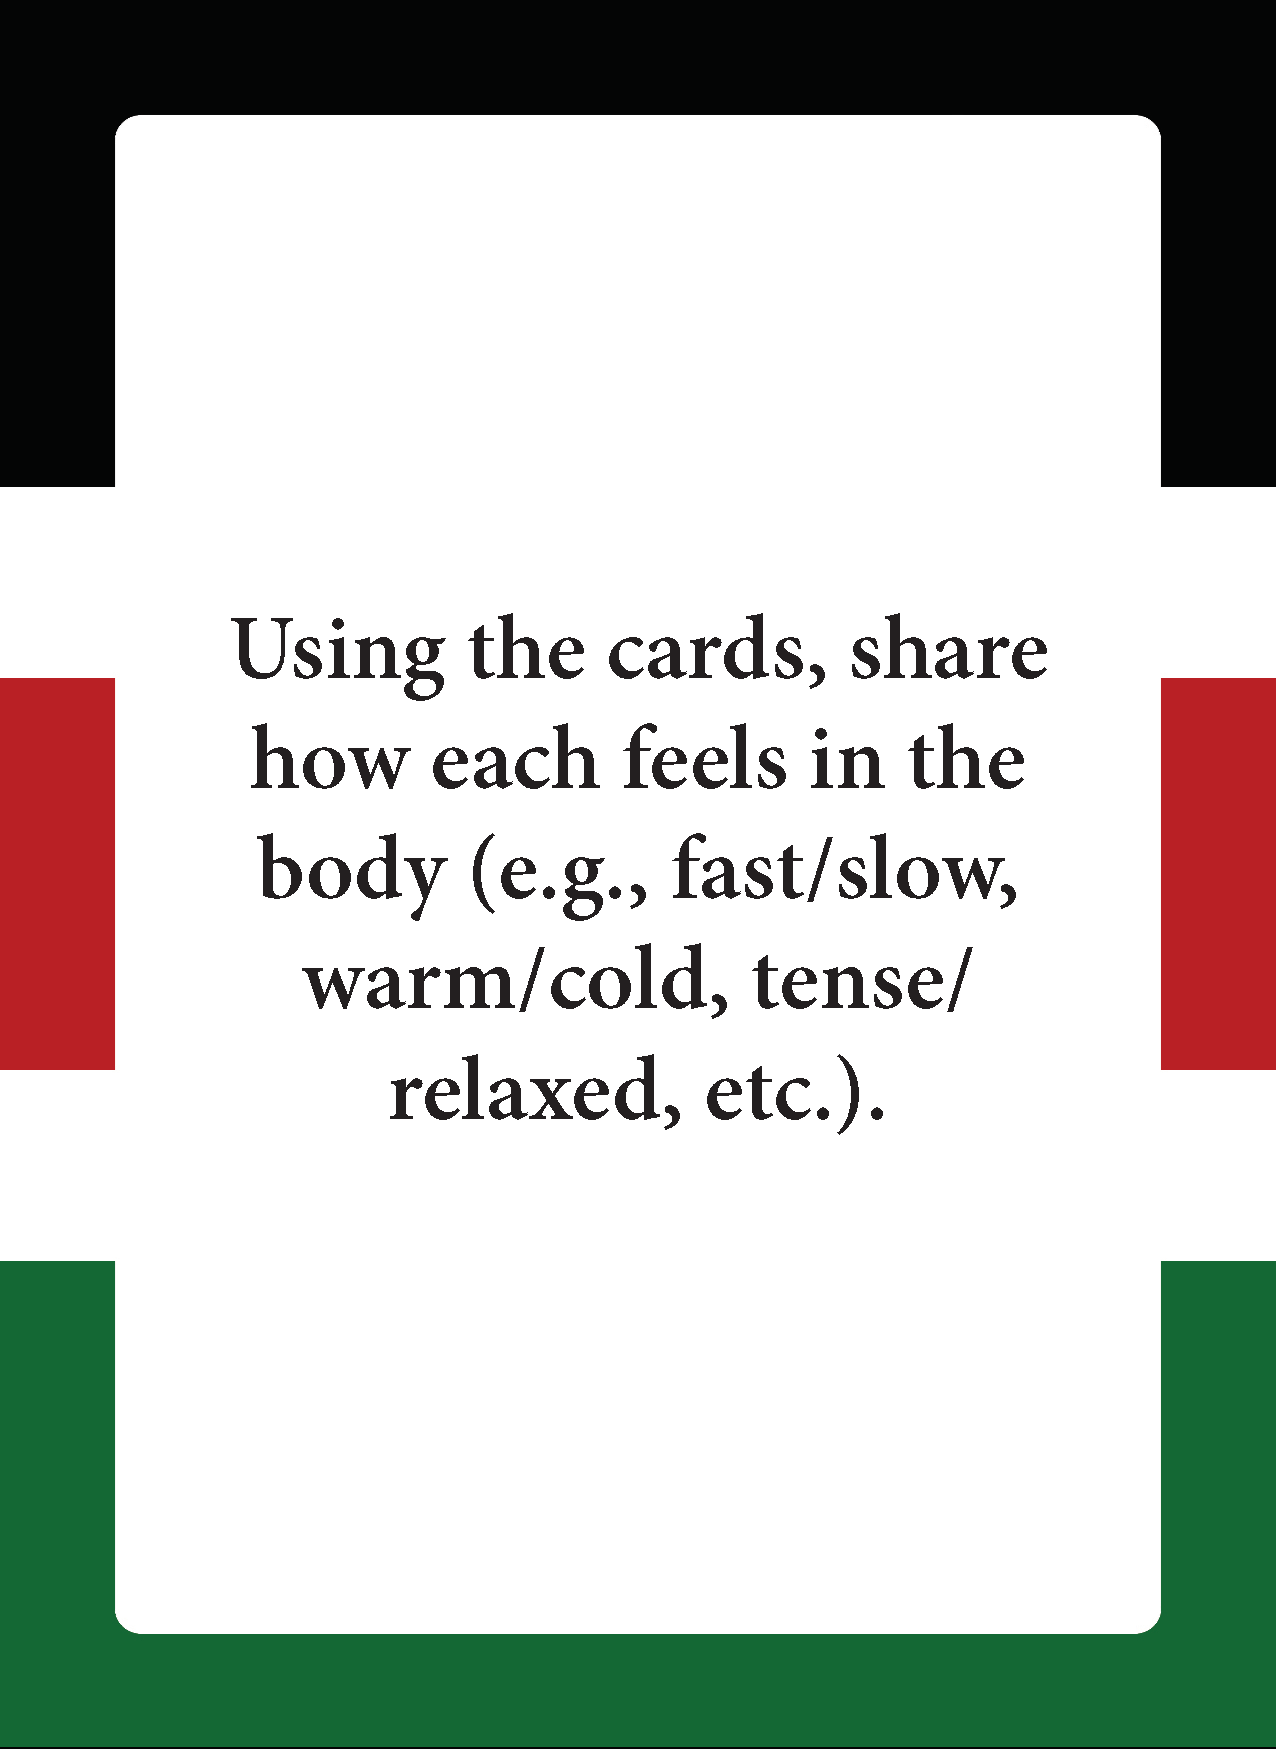 Using the cards, share
how each feels in the
body (e.g., fast/slow,
warm/cold, tense/
relaxed, etc.).